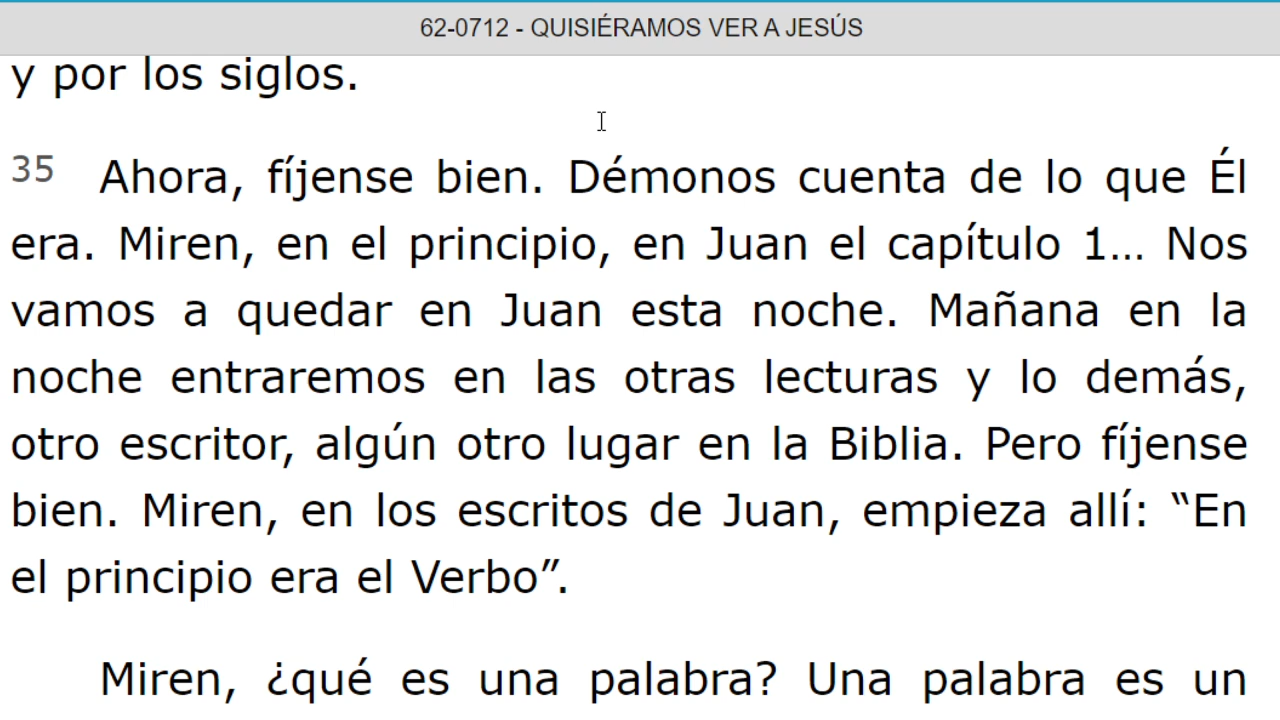 62-0712 - QUISIÉRAMOS VER A JESÚS
y por los siglos.
35 Ahora, fíjense bien. Démonos cuenta de lo que Él
era. Miren, en el principio, en Juan el capítulo 1… Nos
vamos a quedar en Juan esta noche. Mañana en la
noche entraremos en las otras lecturas y lo demás,
otro escritor, algún otro lugar en la Biblia. Pero fíjense
bien. Miren, en los escritos de Juan, empieza allí: “En
el principio era el Verbo”.
Miren, ¿qué es una palabra? Una palabra es un